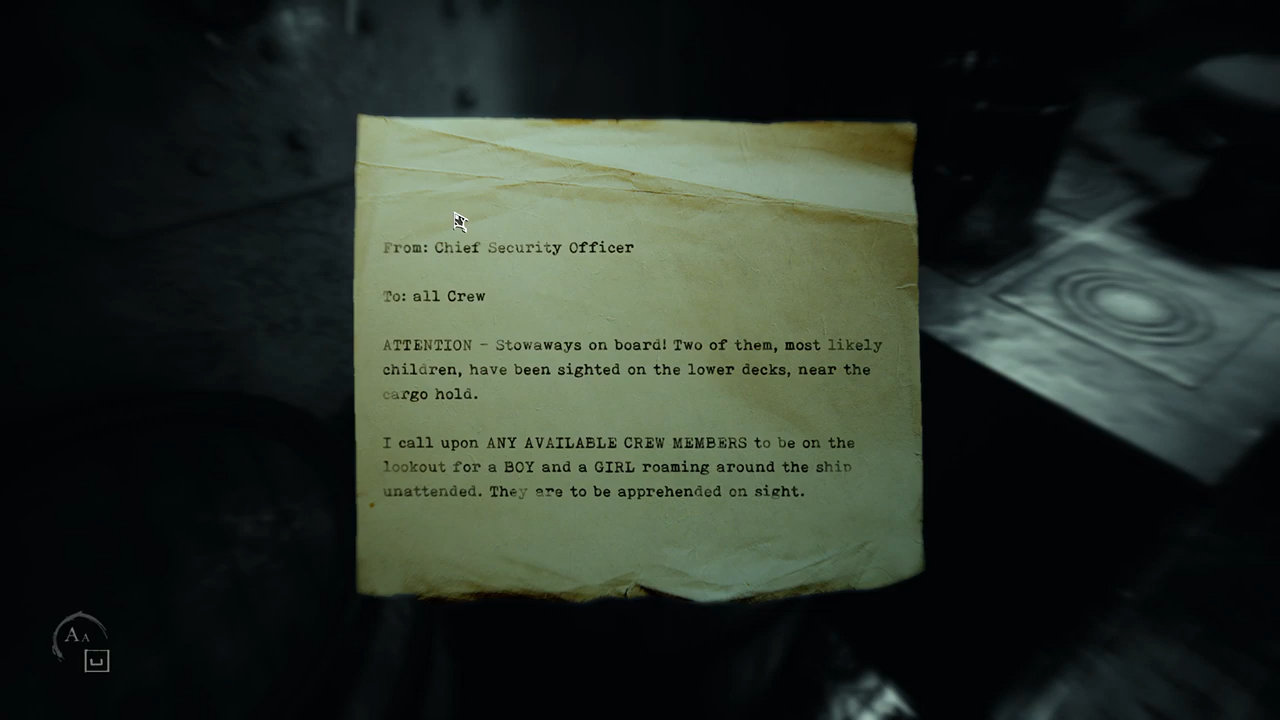 From: Chief Security Officer
To: all Crew
ATTENTION - Stowaways on board! Two of them, most likely
children, have been sighted on the lower decks, near the
cargo hold.
I call upon ANY AVAILABLE CREW MEMBERS to be on the
lookout for a BOY and a GIRL roaming around the ship
unattended. They are to be apprehended on sight.
AA